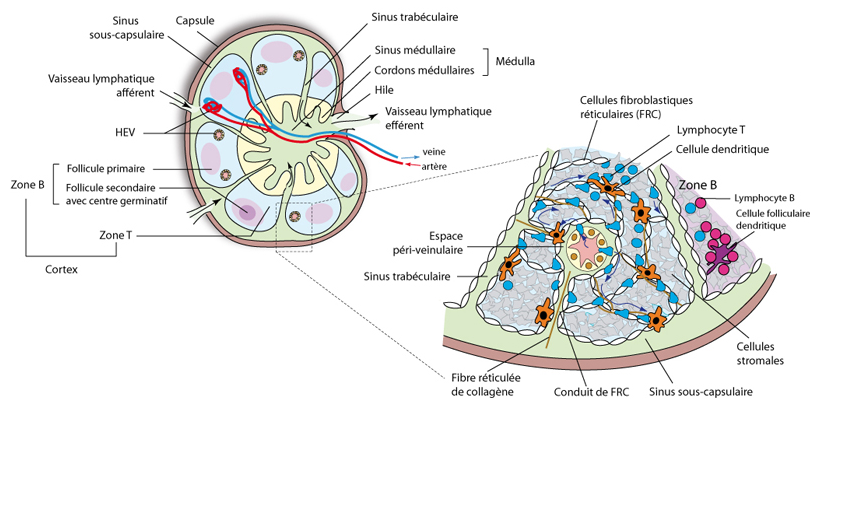 Sinus
sous-capsulaire
Capsule
Sinus trabéculaire
Sinus médullaire
Cordons médullaires
Médulla
Hile
Vaisseau lymphatique
afférent
Vaisseau lymphatique
efférent
HEV
veine
artère
Zone B
Follicule primaire
Follicule secondaire
avec centre germinatif
Zone T
Cortex
Cellules fibroblastiques
réticulaires (FRC)
Lymphocyte T
Cellule dendritique
Zone B
Lymphocyte B
Cellule folliculaire
dendritique
Espace
péri-veinulaire
Sinus trabéculaire
Cellules
stromales
Fibre réticulée
de collagène
Conduit de FRC
Sinus sous-capsulaire